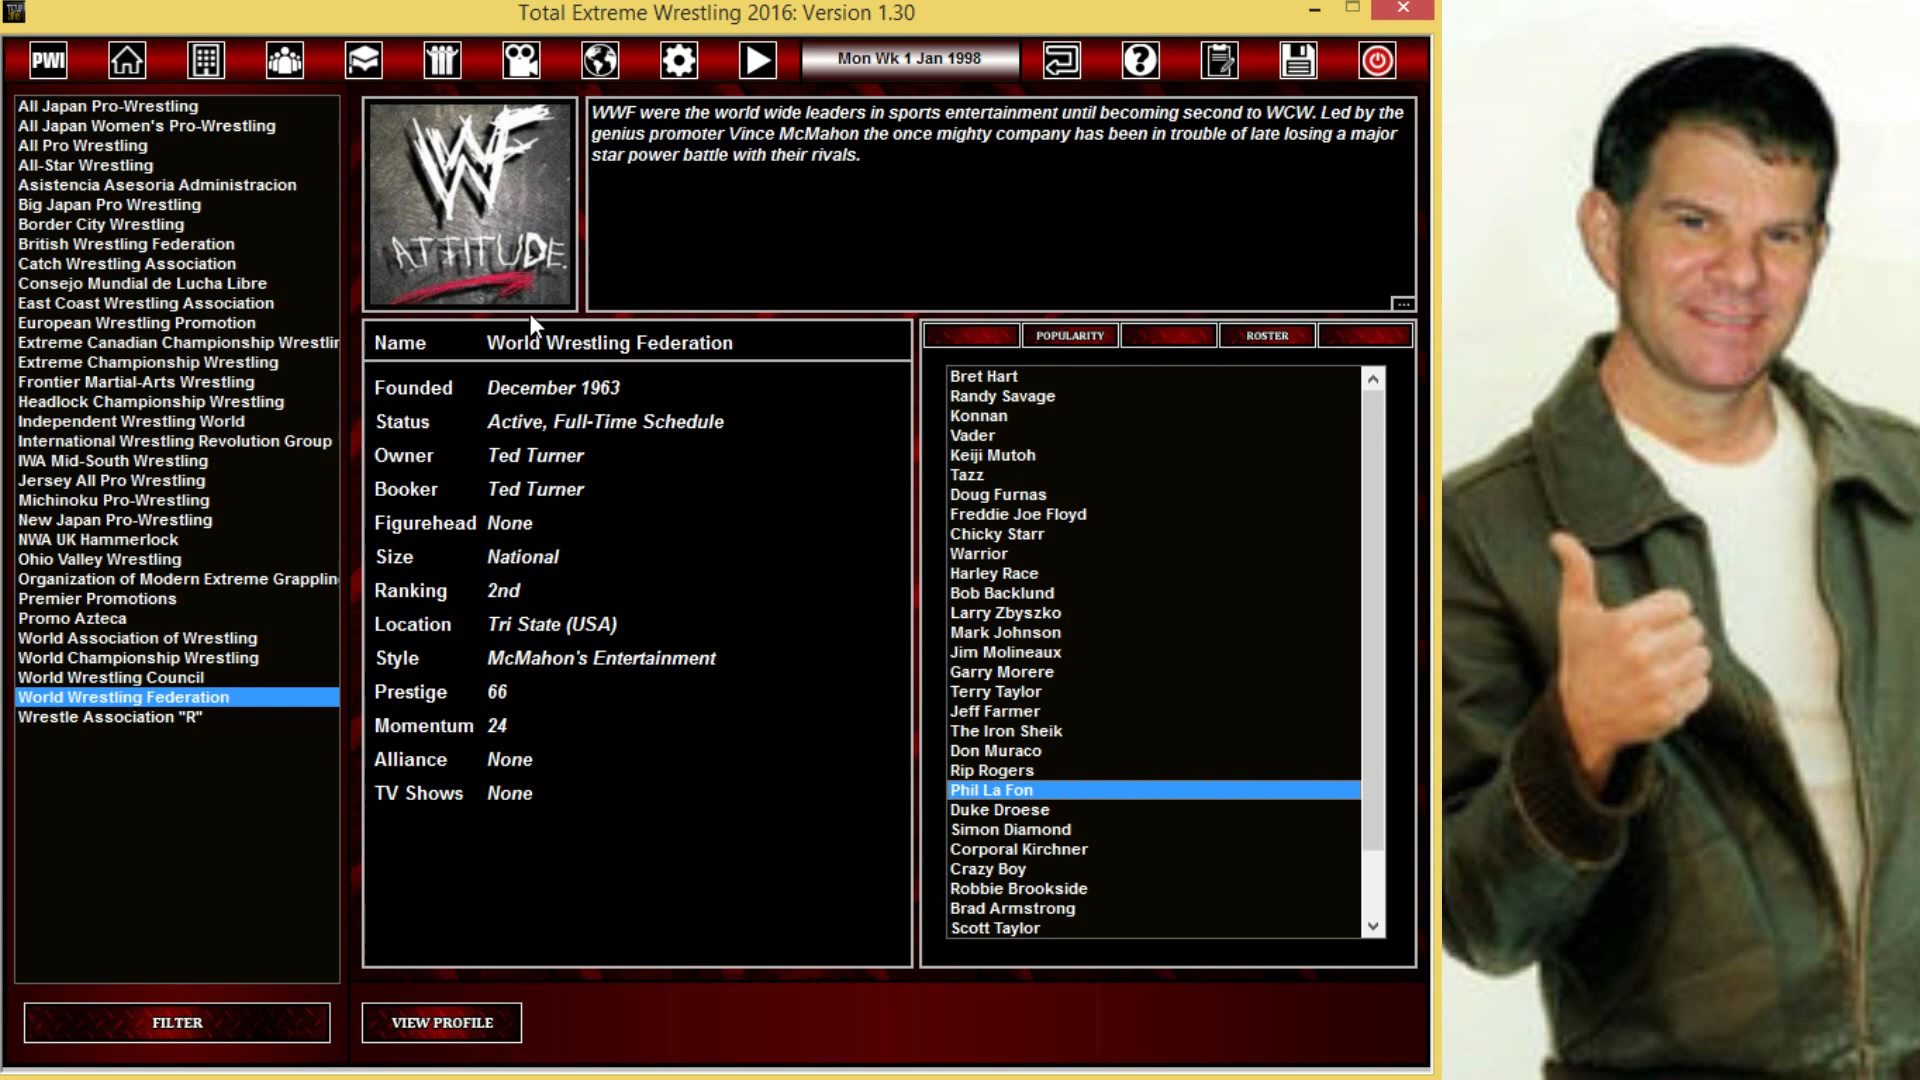 Total Extreme Wrestling 2016: Version 1.30
PWI
Mon Wk 1 Jan 1998
All Japan Pro-Wrestling
All Japan Women's Pro-Wrestling
All Pro Wrestling
All-Star Wrestling
Asistencia Asesoria Administracion
Big Japan Pro Wrestling
Border City Wrestling
British Wrestling Federation
Catch Wrestling Association
Consejo Mundial de Lucha Libre
East Coast Wrestling Association
European Wrestling Promotion
Extreme Canadian Championship Wrestlin
Extreme Championship Wrestling
Frontier Martial-Arts Wrestling
Headlock Championship Wrestling
Independent Wrestling World
International Wrestling Revolution Group
IWA Mid-South Wrestling
Jersey All Pro Wrestling
Michinoku Pro-Wrestling
New Japan Pro-Wrestling
NWA UK Hammerlock
Ohio Valley Wrestling
Organization of Modern Extreme Grapplin
Premier Promotions
Promo Azteca
World Association of Wrestling
World Championship Wrestling
World Wrestling Council
World Wrestling Federation
Wrestle Association "R"
FILTER
WF
ATTITUDE.
WWF were the world wide leaders in sports entertainment until becoming second to WCW. Led by the
genius promoter Vince McMahon the once mighty company has been in trouble of late losing a major
star power battle with their rivals.
...
Name World Wrestling Federation
Founded December 1963
Status Active, Full-Time Schedule
Owner Ted Turner
Booker Ted Turner
Figurehead None
Size National
Ranking 2nd
Location Tri State (USA)
Style McMahon's Entertainment
Prestige 66
Momentum 24
Alliance None
TV Shows None
POPULARITY
ROSTER
Bret Hart
Randy Savage
Konnan
Vader
Keiji Mutoh
Tazz
Doug Furnas
Freddie Joe Floyd
Chicky Starr
Warrior
Harley Race
Bob Backlund
Larry Zbyszko
Mark Johnson
Jim Molineaux
Garry Morere
Terry Taylor
Jeff Farmer
The Iron Sheik
Don Muraco
Rip Rogers
Phil La Fon
Duke Droese
Simon Diamond
Corporal Kirchner
Crazy Boy
Robbie Brookside
Brad Armstrong
Scott Taylor
VIEW PROFILE